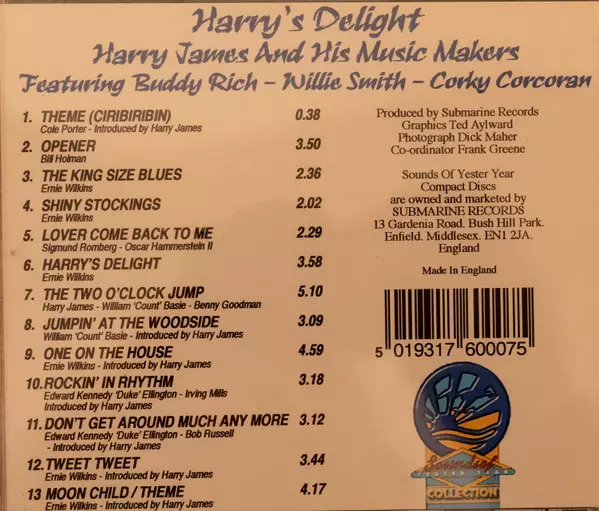 Harry's Delight
Harry James And His Music Makers
Featuring Buddy Rich – Willie Smith – Corky Corcoran
1. THEME (CIRIBIRIBIN) 0.38
Cole Porter - Introduced by Harry James
2. OPENER 3.50
Bill Holman
3. THE KING SIZE BLUES 2.36
Ernie Wilkins
4. SHINY STOCKINGS 2.02
Ernie Wilkins
5. LOVER COME BACK TO ME 2.29
Sigmund Romberg - Oscar Hammerstein II
6. HARRY'S DELIGHT 3.58
Ernie Wilkins
7. THE TWO O'CLOCK JUMP 5.10
Harry James - William 'Count' Basie - Benny Goodman
8. JUMPIN' AT THE WOODSIDE 3.09
William 'Count' Basie - Introduced by Harry James
9. ONE ON THE HOUSE 4.59
Ernie Wilkins - Introduced by Harry James
10. ROCKIN' IN RHYTHM 3.18
Edward Kennedy 'Duke' Ellington - Irving Mills
Introduced by Harry James
11. DON'T GET AROUND MUCH ANY MORE 3.12
Edward Kennedy 'Duke' Ellington - Bob Russell
- Introduced by Harry James
12. TWEET TWEET 3.44
Ernie Wilkins - Introduced by Harry James
13 MOON CHILD / THEME 4.17
Ernie Wilkins - Introduced by Harry James
Produced by Submarine Records
Graphics Ted Aylward
Photograph Dick Maher
Co-ordinator Frank Greene
Sounds Of Yester Year
Compact Discs
are owned and marketed by
SUBMARINE RECORDS
13 Gardenia Road, Bush Hill Park,
Enfield, Middlesex, EN1 2JA.
England
Made In England
5 019317 600075
Sounds of
YESTER YEAR
COLLECTION